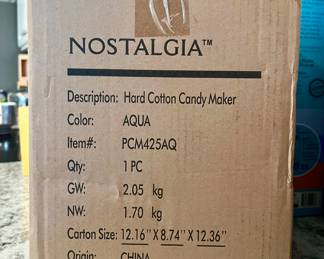 NOSTALGIA™
Description: Hard Cotton Candy Maker
Color: AQUA
Item#: PCM425AQ
Qty: 1 PC
GW: 2.05 kg
NW: 1.70 kg
Carton Size: 12.16" X 8.74" X 12.36"
Origin: CHINA